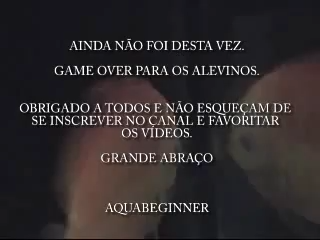 AINDA NÃO FOI DESTA VEZ.
GAME OVER PARA OS ALEVINOS.
OBRIGADO A TODOS E NÃO ESQUEÇAM DE
SE INSCREVER NO CANAL E FAVORITAR
OS VÍDEOS.
GRANDE ABRAÇO
AQUABEGINNER